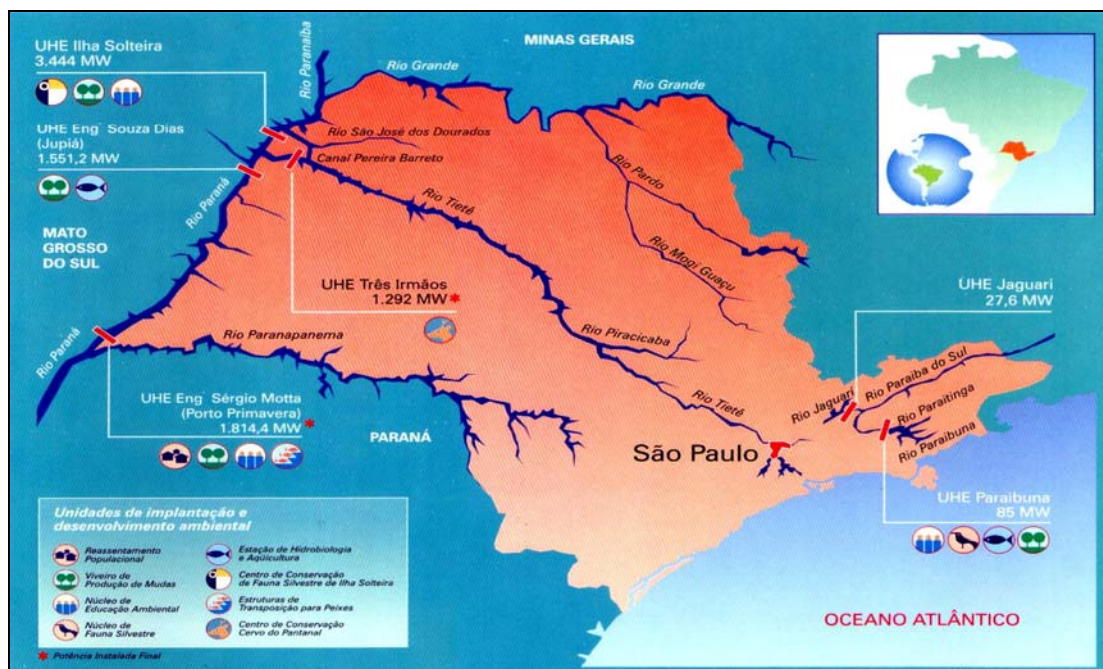 UHE Ilha Solteira
3.444 MW
UHE Eng° Souza Dias
(Jupiá)
1.551,2 MW
MATO
GROSSO
DO SUL
MINAS GERAIS
Rio Paranaíba
Rio Grande
Rio Grande
Rio São José dos Dourados
Canal Pereira Barreto
Rio Paraná
Rio Tietê
Rio Pardo
Rio Mogi Guaçu
UHE Três Irmãos
1.292 MW *
UHE Jaguari
27,6 MW
Rio Paraná
Rio Paranapanema
Rio Piracicaba
Rio Tietê
Rio Jaguari
Rio Paraíba do Sul
Rio Paraitinga
Rio Paraibuna
UHE Eng° Sérgio Motta
(Porto Primavera)
1.814,4 MW *
PARANÁ
São Paulo
UHE Paraibuna
85 MW
OCEANO ATLÂNTICO
Unidades de implantação e
desenvolvimento ambiental
Reassentamento
Populacional
Viveiro de
Produção de Mudas
Núcleo de
Educação Ambiental
Núcleo de
Fauna Silvestre
Estação de Hidrobiologia
e Aqüicultura
Centro de Conservação
de Fauna Silvestre de Ilha Solteira
Estruturas de
Transposição para Peixes
Centro de Conservação
Cervo do Pantanal
* Potência Instalada Final